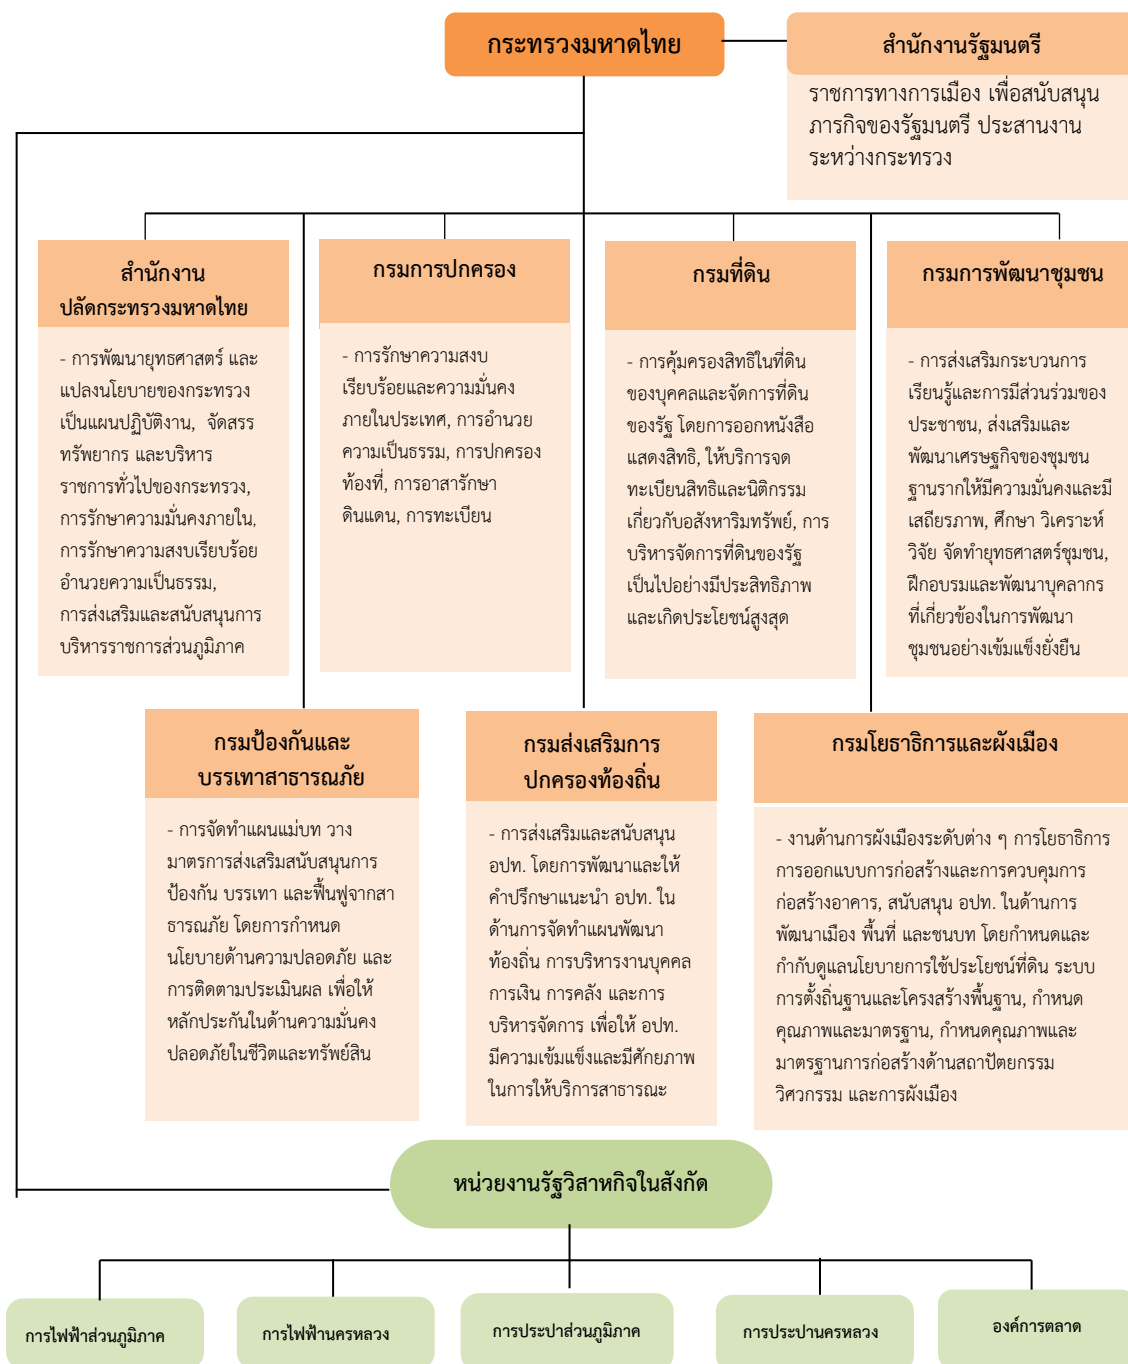 กระทรวงมหาดไทย
สำนักงานรัฐมนตรี
ราชการทางการเมือง เพื่อสนับสนุน
ภารกิจของรัฐมนตรี ประสานงาน
ระหว่างกระทรวง
สำนักงาน
ปลัดกระทรวงมหาดไทย
- การพัฒนายุทธศาสตร์ และ
แปลงนโยบายของกระทรวง
เป็นแผนปฏิบัติงาน, จัดสรร
ทรัพยากร และบริหาร
ราชการทั่วไปของกระทรวง,
การรักษาความมั่นคงภายใน,
การรักษาความสงบเรียบร้อย
อำนวยความเป็นธรรม,
การส่งเสริมและสนับสนุนการ
บริหารราชการส่วนภูมิภาค
กรมการปกครอง
- การรักษาความสงบ
เรียบร้อยและความมั่นคง
ภายในประเทศ, การอำนวย
ความเป็นธรรม, การปกครอง
ท้องที่, การอาสารักษา
ดินแดน, การทะเบียน
กรมที่ดิน
- การคุ้มครองสิทธิในที่ดิน
ของบุคคลและจัดการที่ดิน
ของรัฐ โดยการออกหนังสือ
แสดงสิทธิ, ให้บริการจด
ทะเบียนสิทธิและนิติกรรม
เกี่ยวกับอสังหาริมทรัพย์, การ
บริหารจัดการที่ดินของรัฐ
เป็นไปอย่างมีประสิทธิภาพ
และเกิดประโยชน์สูงสุด
กรมการพัฒนาชุมชน
- การส่งเสริมกระบวนการ
เรียนรู้และการมีส่วนร่วมของ
ประชาชน, ส่งเสริมและ
พัฒนาเศรษฐกิจของชุมชน
ฐานรากให้มีความมั่นคงและมี
เสถียรภาพ, ศึกษา วิเคราะห์
วิจัย จัดทำยุทธศาสตร์ชุมชน,
ฝึกอบรมและพัฒนาบุคลากร
ที่เกี่ยวข้องในการพัฒนา
ชุมชนอย่างเข้มแข็งยั่งยืน
กรมป้องกันและ
บรรเทาสาธารณภัย
- การจัดทำแผนแม่บท วาง
มาตรการส่งเสริมสนับสนุนการ
ป้องกัน บรรเทา และฟื้นฟูจากสา
ธารณภัย โดยการกำหนด
นโยบายด้านความปลอดภัย และ
การติดตามประเมินผล เพื่อให้
หลักประกันในด้านความมั่นคง
ปลอดภัยในชีวิตและทรัพย์สิน
กรมส่งเสริมการ
ปกครองท้องถิ่น
- การส่งเสริมและสนับสนุน
อปท. โดยการพัฒนาและให้
คำปรึกษาแนะนำ อปท. ใน
ด้านการจัดทำแผนพัฒนา
ท้องถิ่น การบริหารงานบุคคล
การเงิน การคลัง และการ
บริหารจัดการ เพื่อให้ อปท.
มีความเข้มแข็งและมีศักยภาพ
ในการให้บริการสาธารณะ
กรมโยธาธิการและผังเมือง
- งานด้านการผังเมืองระดับต่าง ๆ การโยธาธิการ
การออกแบบการก่อสร้างและการควบคุมการ
ก่อสร้างอาคาร, สนับสนุน อปท. ในด้านการ
พัฒนาเมือง พื้นที่ และชนบท โดยกำหนดและ
กำกับดูแลนโยบายการใช้ประโยชน์ที่ดิน ระบบ
การตั้งถิ่นฐานและโครงสร้างพื้นฐาน, กำหนด
คุณภาพและมาตรฐาน, กำหนดคุณภาพและ
มาตรฐานการก่อสร้างด้านสถาปัตยกรรม
วิศวกรรม และการผังเมือง
หน่วยงานรัฐวิสาหกิจในสังกัด
การไฟฟ้าส่วนภูมิภาค
การไฟฟ้านครหลวง
การประปาส่วนภูมิภาค
การประปานครหลวง
องค์การตลาด